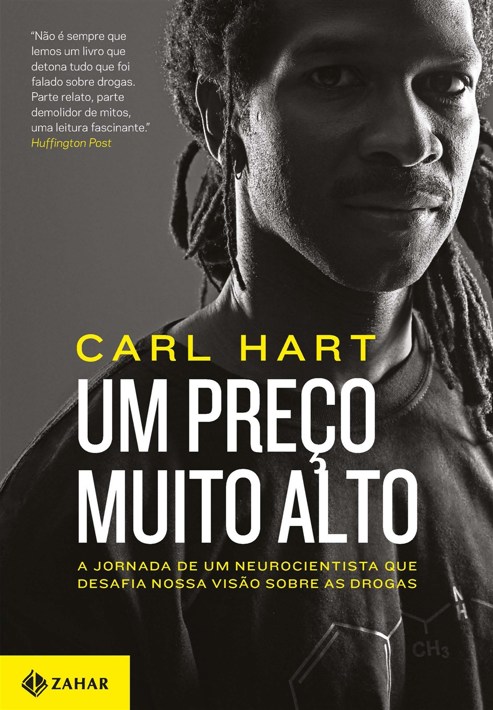 “Não é sempre que
lemos um livro que
detona tudo que foi
falado sobre drogas.
Parte relato, parte
demolidor de mitos,
uma leitura fascinante.”
Huffington Post
CARL HART
UM PREÇO
MUITO ALTO
A JORNADA DE UM NEUROCIENTISTA QUE
DESAFIA NOSSA VISÃO SOBRE AS DROGAS
H
N
CH3
ZAHAR